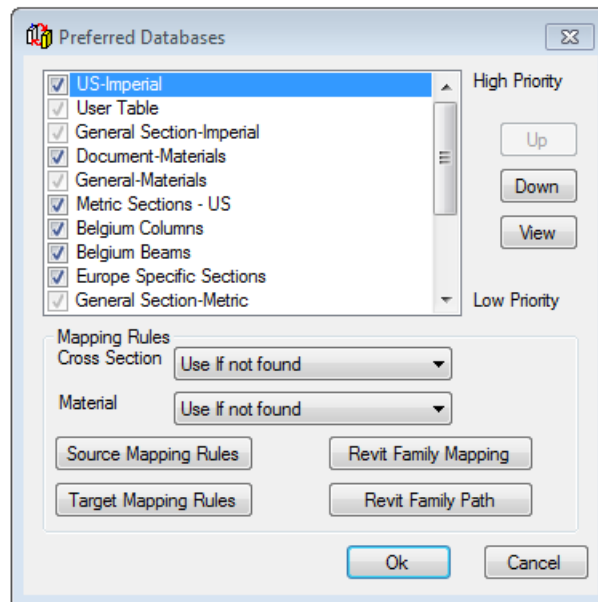 Preferred Databases
US-Imperial
User Table
General Section-Imperial
Document-Materials
General-Materials
Metric Sections - US
Belgium Columns
Belgium Beams
Europe Specific Sections
General Section-Metric
High Priority
Up
Down
View
Low Priority
Mapping Rules
Cross Section
Use If not found
Material
Use If not found
Source Mapping Rules
Revit Family Mapping
Target Mapping Rules
Revit Family Path
Ok
Cancel